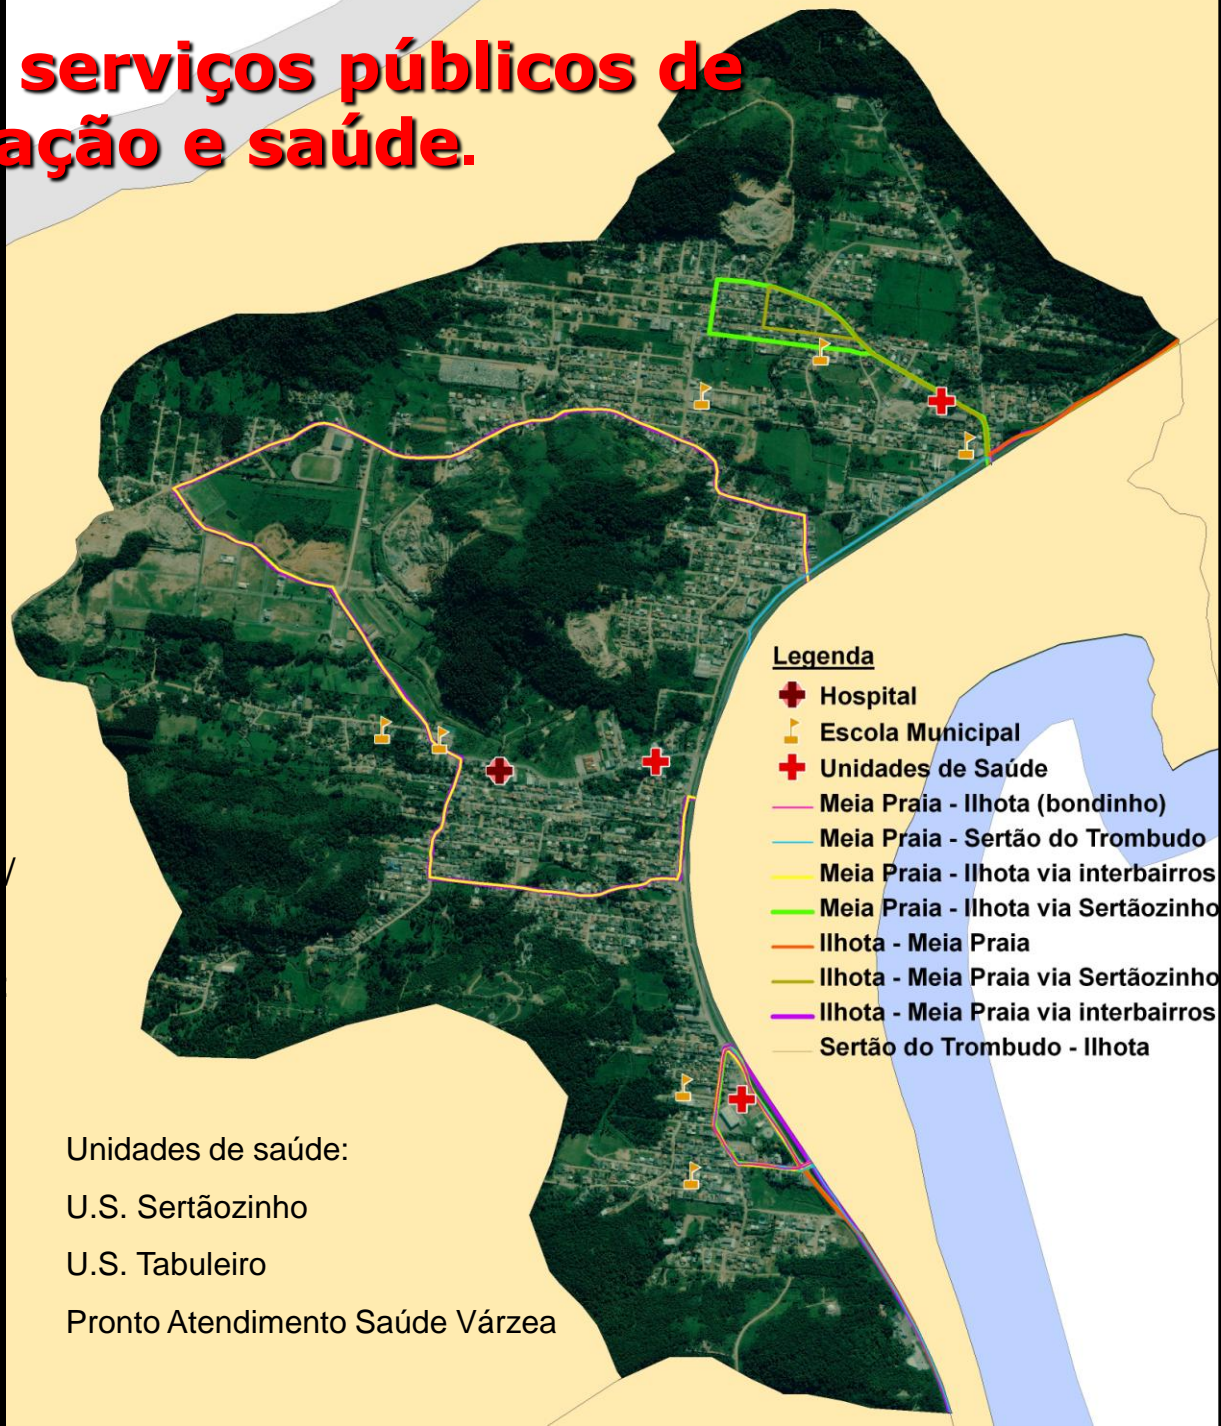 serviços públicos de
ação e saúde.
Legenda
Hospital
Escola Municipal
Unidades de Saúde
Meia Praia - Ilhota (bondinho)
Meia Praia - Sertão do Trombudo
Meia Praia - Ilhota via interbairros
Meia Praia - Ilhota via Sertãozinho
Ilhota - Meia Praia
Ilhota - Meia Praia via Sertãozinho
Ilhota - Meia Praia via interbairros
Sertão do Trombudo - Ilhota
/
Unidades de saúde:
U.S. Sertãozinho
U.S. Tabuleiro
Pronto Atendimento Saúde Várzea